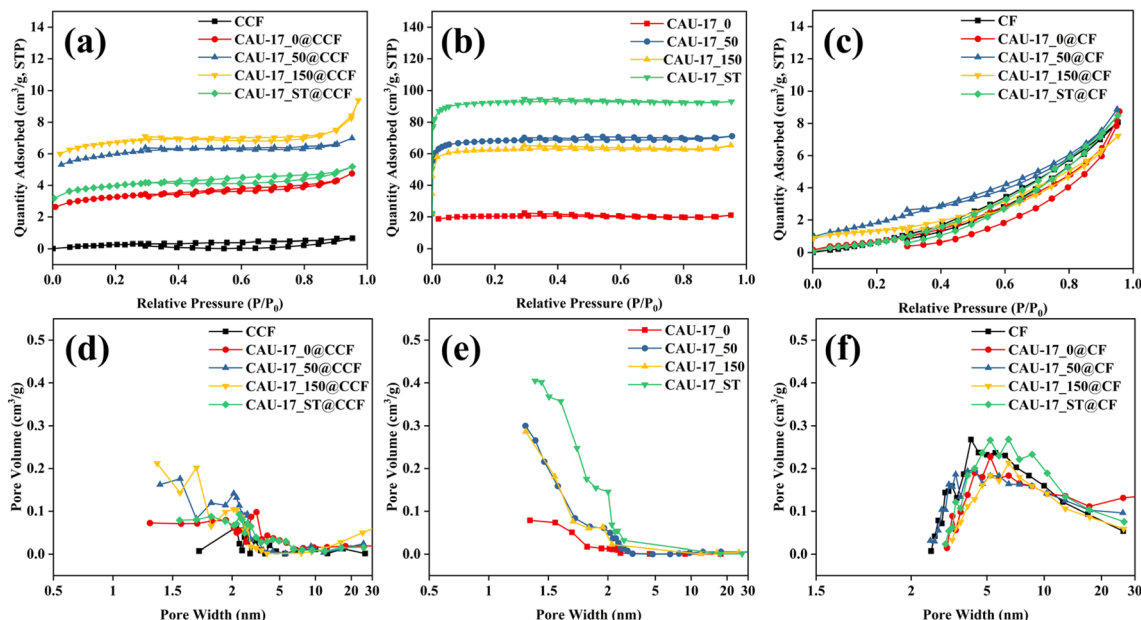 (a)
CCF
CAU-17_0@CCF
CAU-17_50@CCF
CAU-17_150@CCF
CAU-17_ST@CCF
Quantity Adsorbed (cm³/g, STP)
14
12
10
8
6
4
2
0
0.0 0.2 0.4 0.6 0.8 1.0
Relative Pressure (P/P₀)
(b)
CAU-17_0
CAU-17_50
CAU-17_150
CAU-17_ST
Quantity Adsorbed (cm³/g, STP)
140
120
100
80
60
40
20
0
0.0 0.2 0.4 0.6 0.8 1.0
Relative Pressure (P/P₀)
(c)
CF
CAU-17_0@CF
CAU-17_50@CF
CAU-17_150@CF
CAU-17_ST@CF
Quantity Adsorbed (cm³/g, STP)
14
12
10
8
6
4
2
0
0.0 0.2 0.4 0.6 0.8 1.0
Relative Pressure (P/P₀)
(d)
CCF
CAU-17_0@CCF
CAU-17_50@CCF
CAU-17_150@CCF
CAU-17_ST@CCF
Pore Volume (cm³/g)
0.5
0.4
0.3
0.2
0.1
0.0
0.5 1 1.5 2 5 10 20 30
Pore Width (nm)
(e)
CAU-17_0
CAU-17_50
CAU-17_150
CAU-17_ST
Pore Volume (cm³/g)
0.5
0.4
0.3
0.2
0.1
0.0
0.5 1 1.5 2 5 10 20 30
Pore Width (nm)
(f)
CF
CAU-17_0@CF
CAU-17_50@CF
CAU-17_150@CF
CAU-17_ST@CF
Pore Volume (cm³/g)
0.5
0.4
0.3
0.2
0.1
0.0
1.5 2 5 10 20 30
Pore Width (nm)